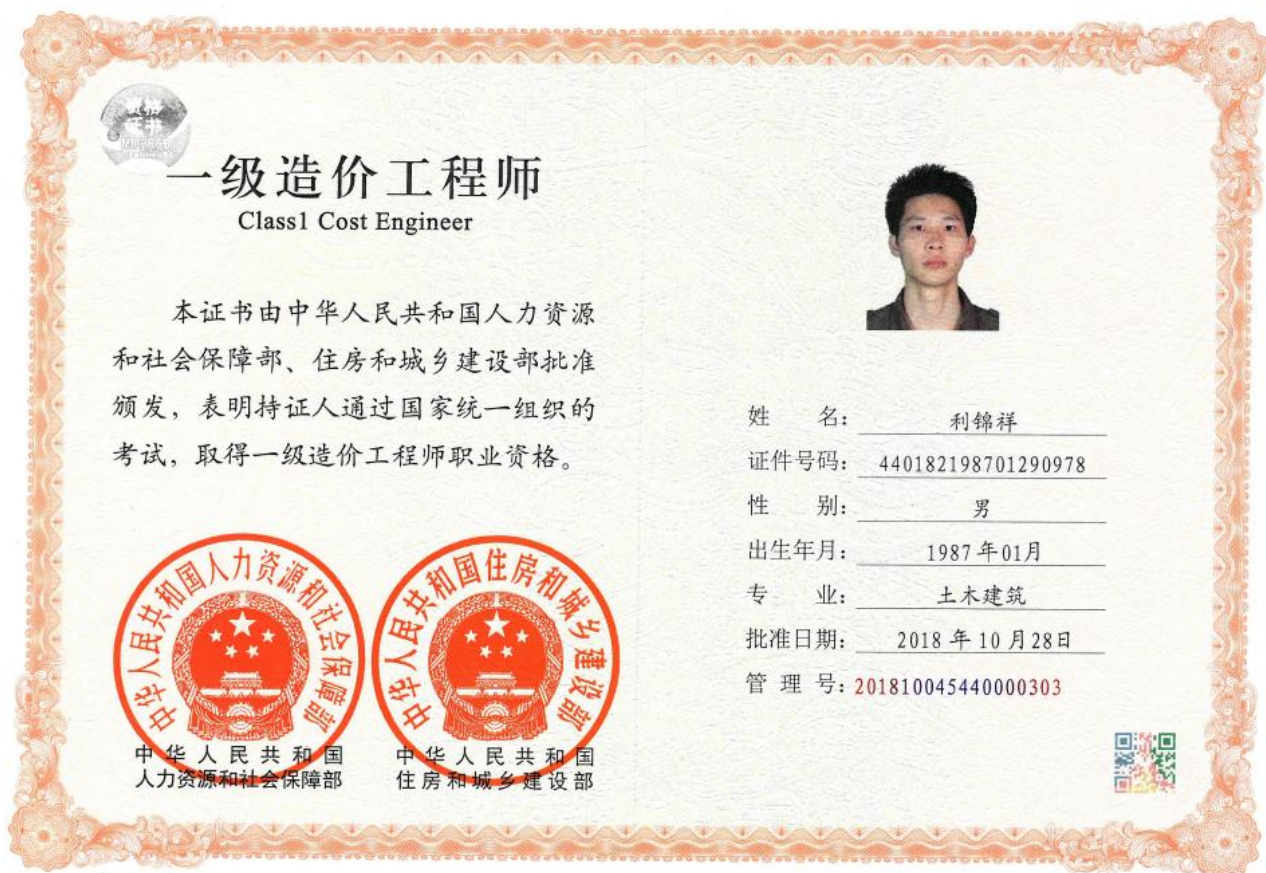 资格
证书
一级造价工程师
Class1 Cost Engineer
本证书由中华人民共和国人力资源
和社会保障部、住房和城乡建设部批准
颁发，表明持证人通过国家统一组织的
考试，取得一级造价工程师职业资格。
中华人民共和国人力资源和社会保障部
中华人民共和国
人力资源和社会保障部
中华人民共和国住房和城乡建设部
中华人民共和国
住房和城乡建设部
姓 名：利锦祥
证件号码：440182198701290978
性 别：男
出生年月：1987年01月
专 业：土木建筑
批准日期：2018年10月28日
管 理 号：201810045440000303